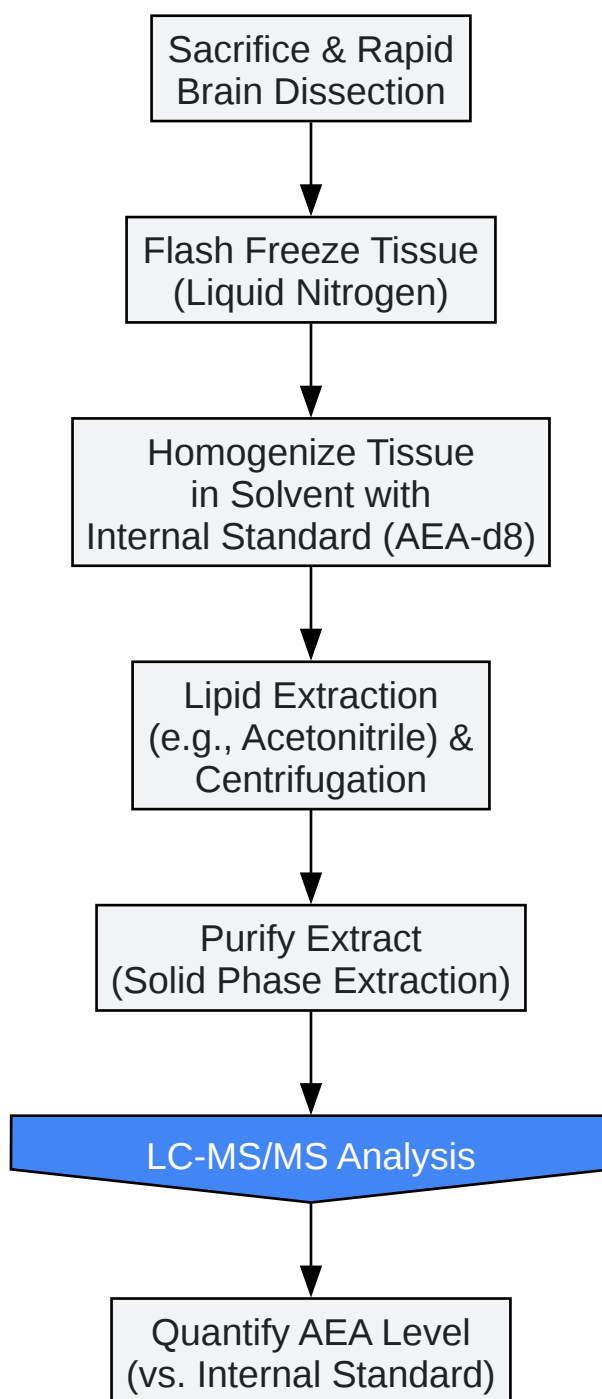 Sacrifice & Rapid
Brain Dissection
Flash Freeze Tissue
(Liquid Nitrogen)
Homogenize Tissue
in Solvent with
Internal Standard (AEA-d8)
Lipid Extraction
(e.g., Acetonitrile) &
Centrifugation
Purify Extract
(Solid Phase Extraction)
LC-MS/MS Analysis
Quantify AEA Level
(vs. Internal Standard)